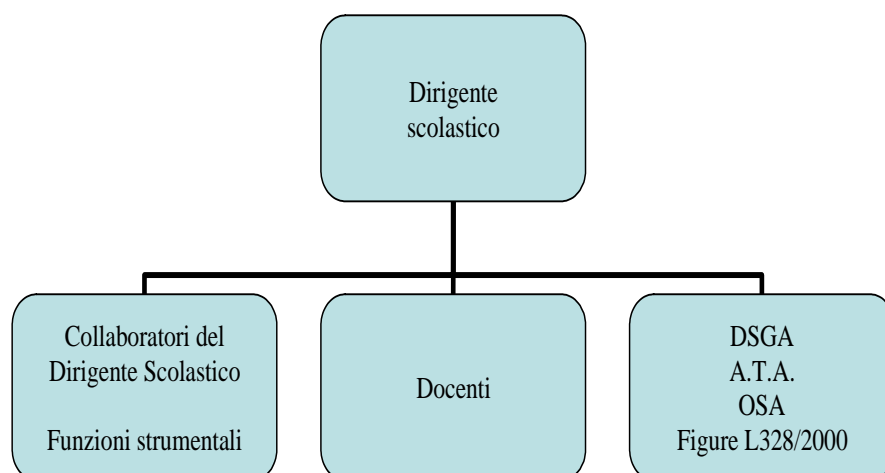 Dirigente
scolastico
Collaboratori del
Dirigente Scolastico
Funzioni strumentali
Docenti
DSGA
A.T.A.
OSA
Figure L328/2000